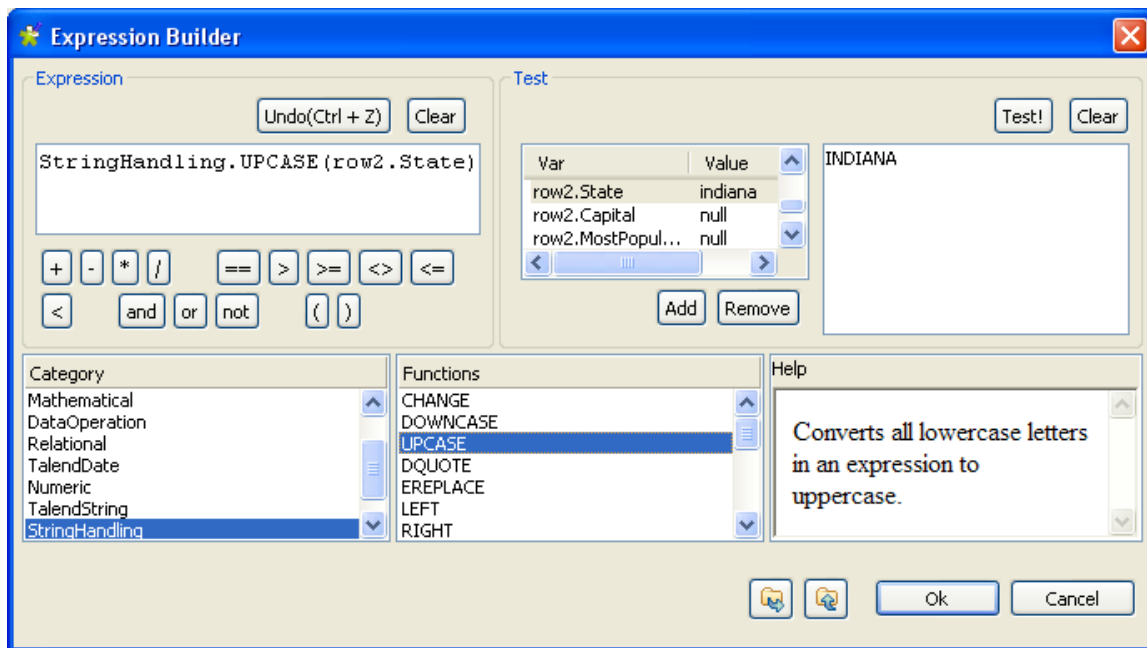 Expression Builder
Expression
Undo(Ctrl + Z) Clear
StringHandling.UPCASE(row2.State)
+ - * / == > >= <> <=
< and or not ( )
Test
Test! Clear
Var Value
row2.State indiana
row2.Capital null
row2.MostPopul... null
Add Remove
INDIANA
Category
Mathematical
DataOperation
Relational
TalendDate
Numeric
TalendString
StringHandling
Functions
CHANGE
DOWNCASE
UPCASE
DQUOTE
EREPLACE
LEFT
RIGHT
Help
Converts all lowercase letters
in an expression to
uppercase.
Ok Cancel